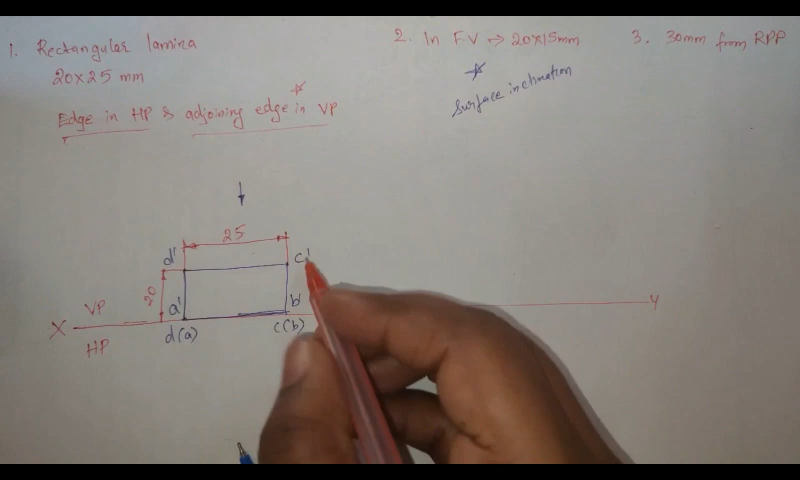 1. Rectangular lamina
20x25 mm
Edge in HP & adjoining edge in VP
2. In F.V → 20x15mm
Surface inclination
3. 30mm from RPP
25
d'
c'
20
a'
b'
X
VP
Y
HP
d(a)
c(b)